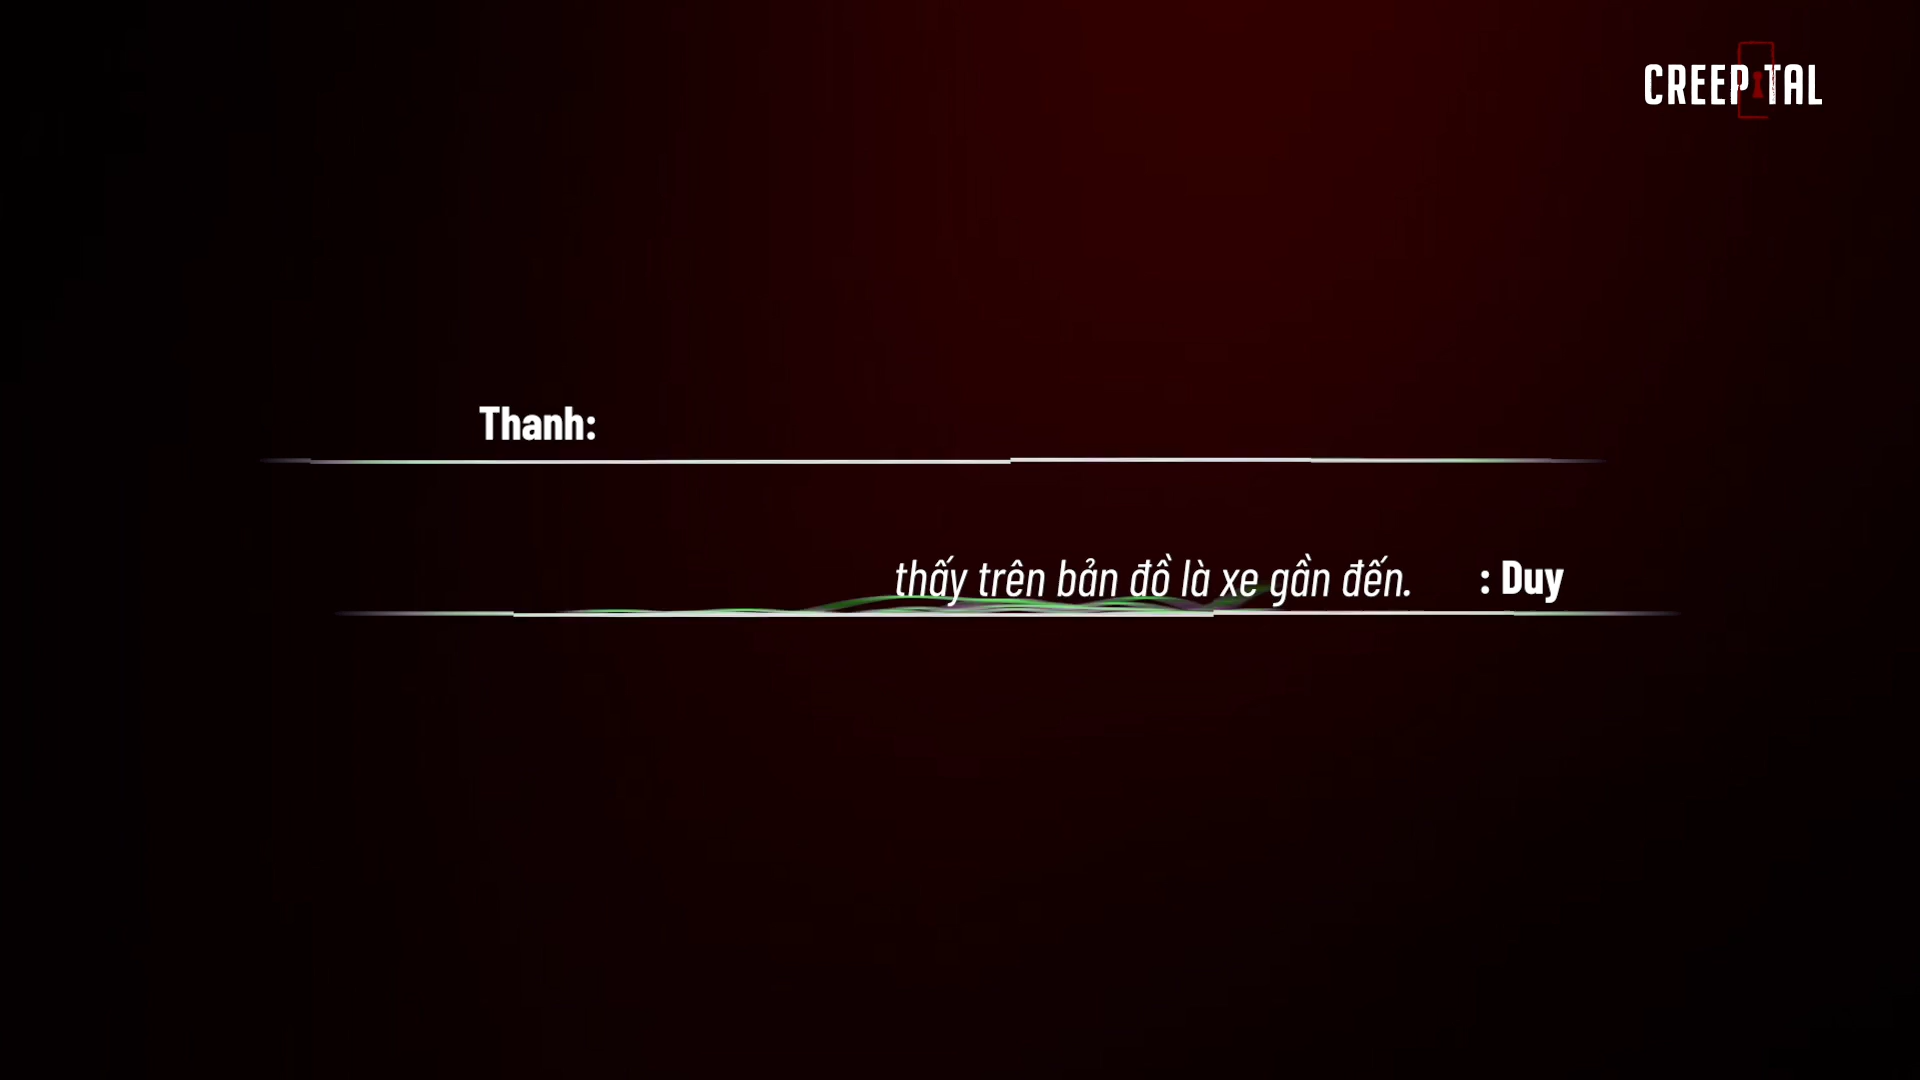 CREEPITAL
Thanh:
thấy trên bản đồ là xe gần đến. : Duy